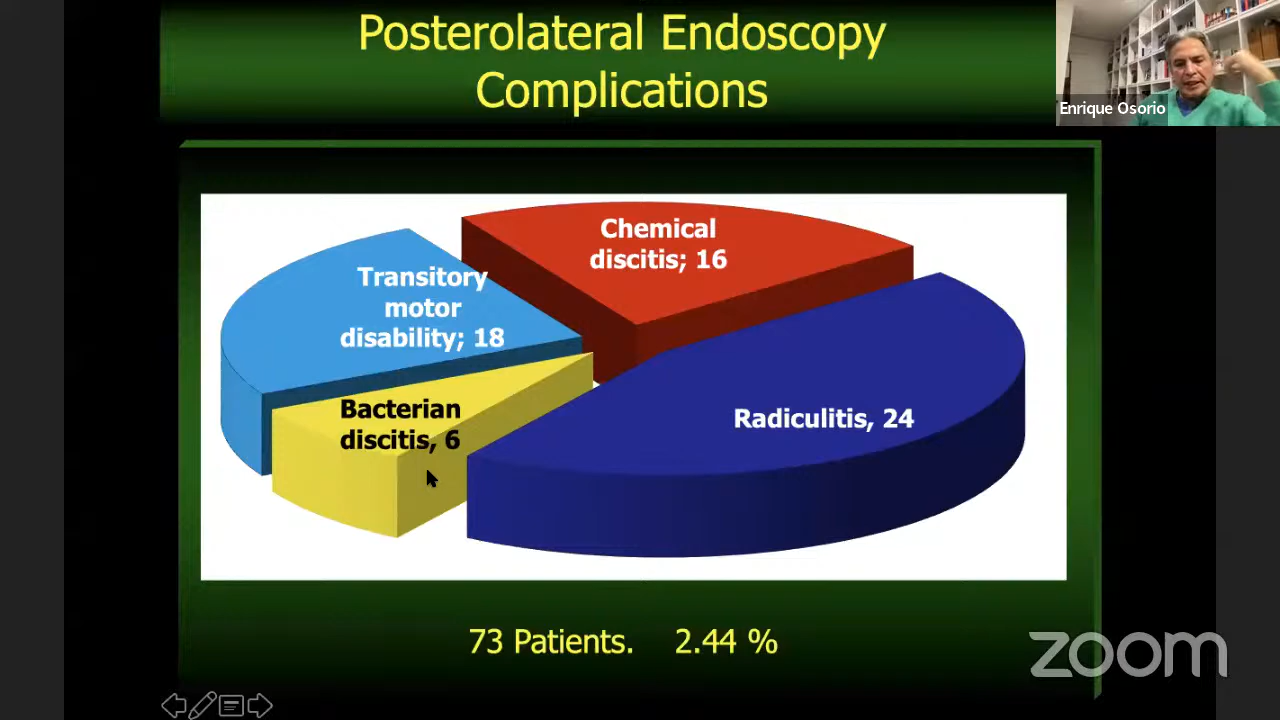 Posterolateral Endoscopy
Complications
Enrique Osorio
Chemical
discitis; 16
Transitory
motor
disability; 18
Bacterian
discitis, 6
Radiculitis, 24
73 Patients. 2.44 %
zoom